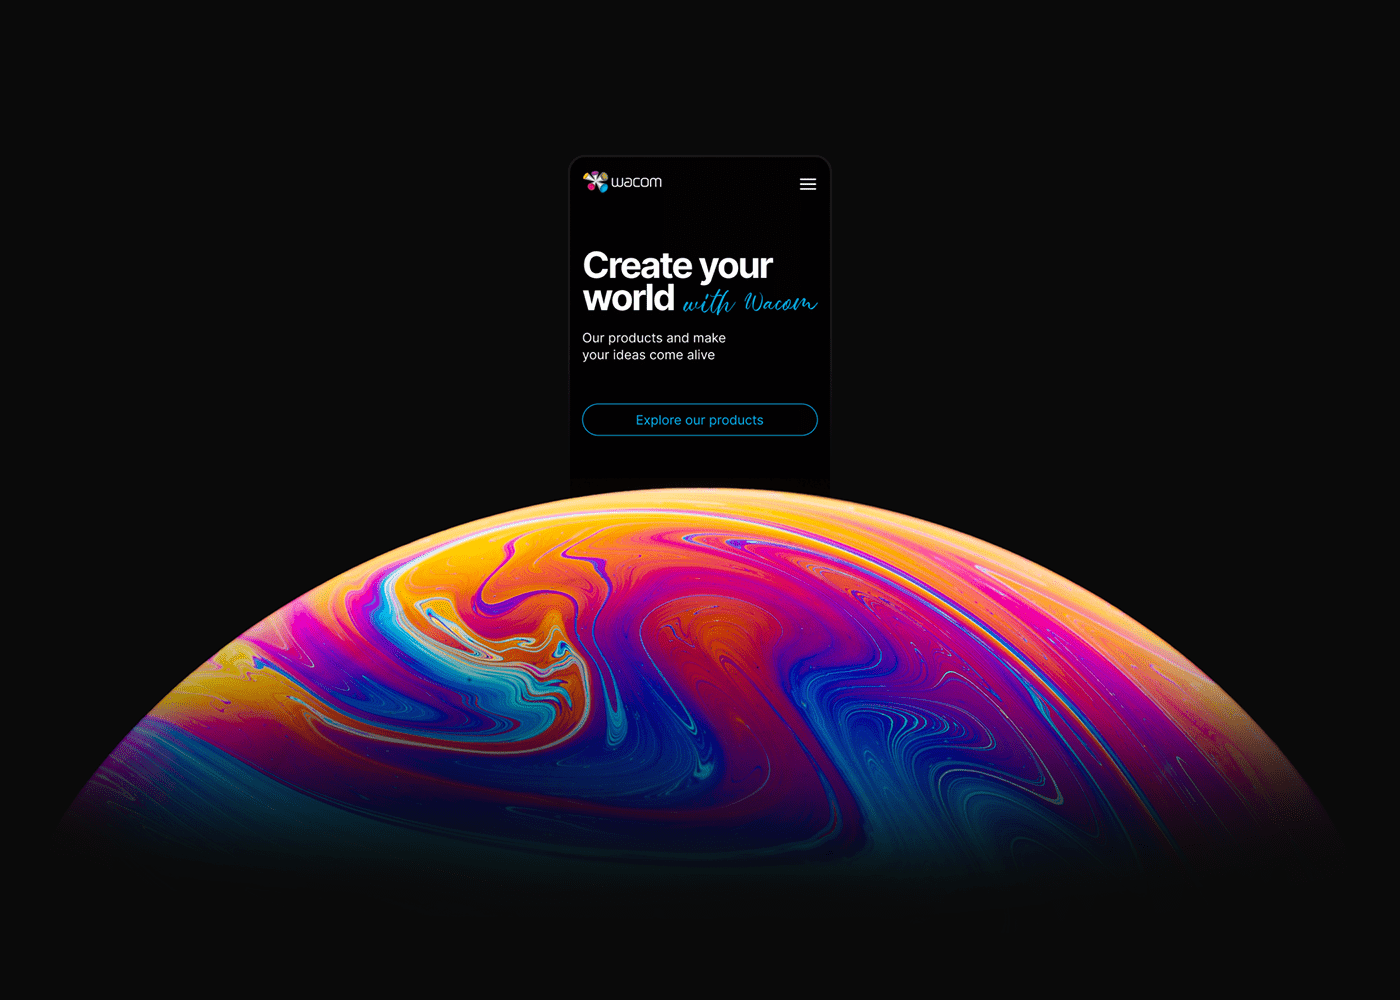 wacom
Create your
world with Wacom
Our products and make
your ideas come alive
Explore our products